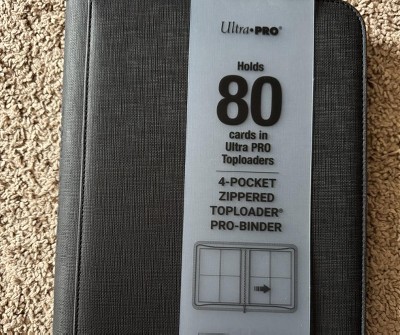 Ultra•PRO®
Holds
80
cards in
Ultra PRO
Toploaders
4-POCKET
ZIPPERED
TOPLOADER®
PRO-BINDER